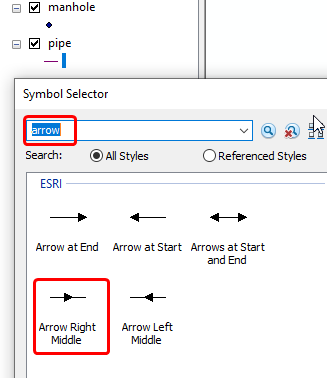 manhole
pipe
Symbol Selector
arrow
Search:
All Styles
Referenced Styles
ESRI
Arrow at End
Arrow at Start
Arrows at Start
and End
Arrow Right
Middle
Arrow Left
Middle